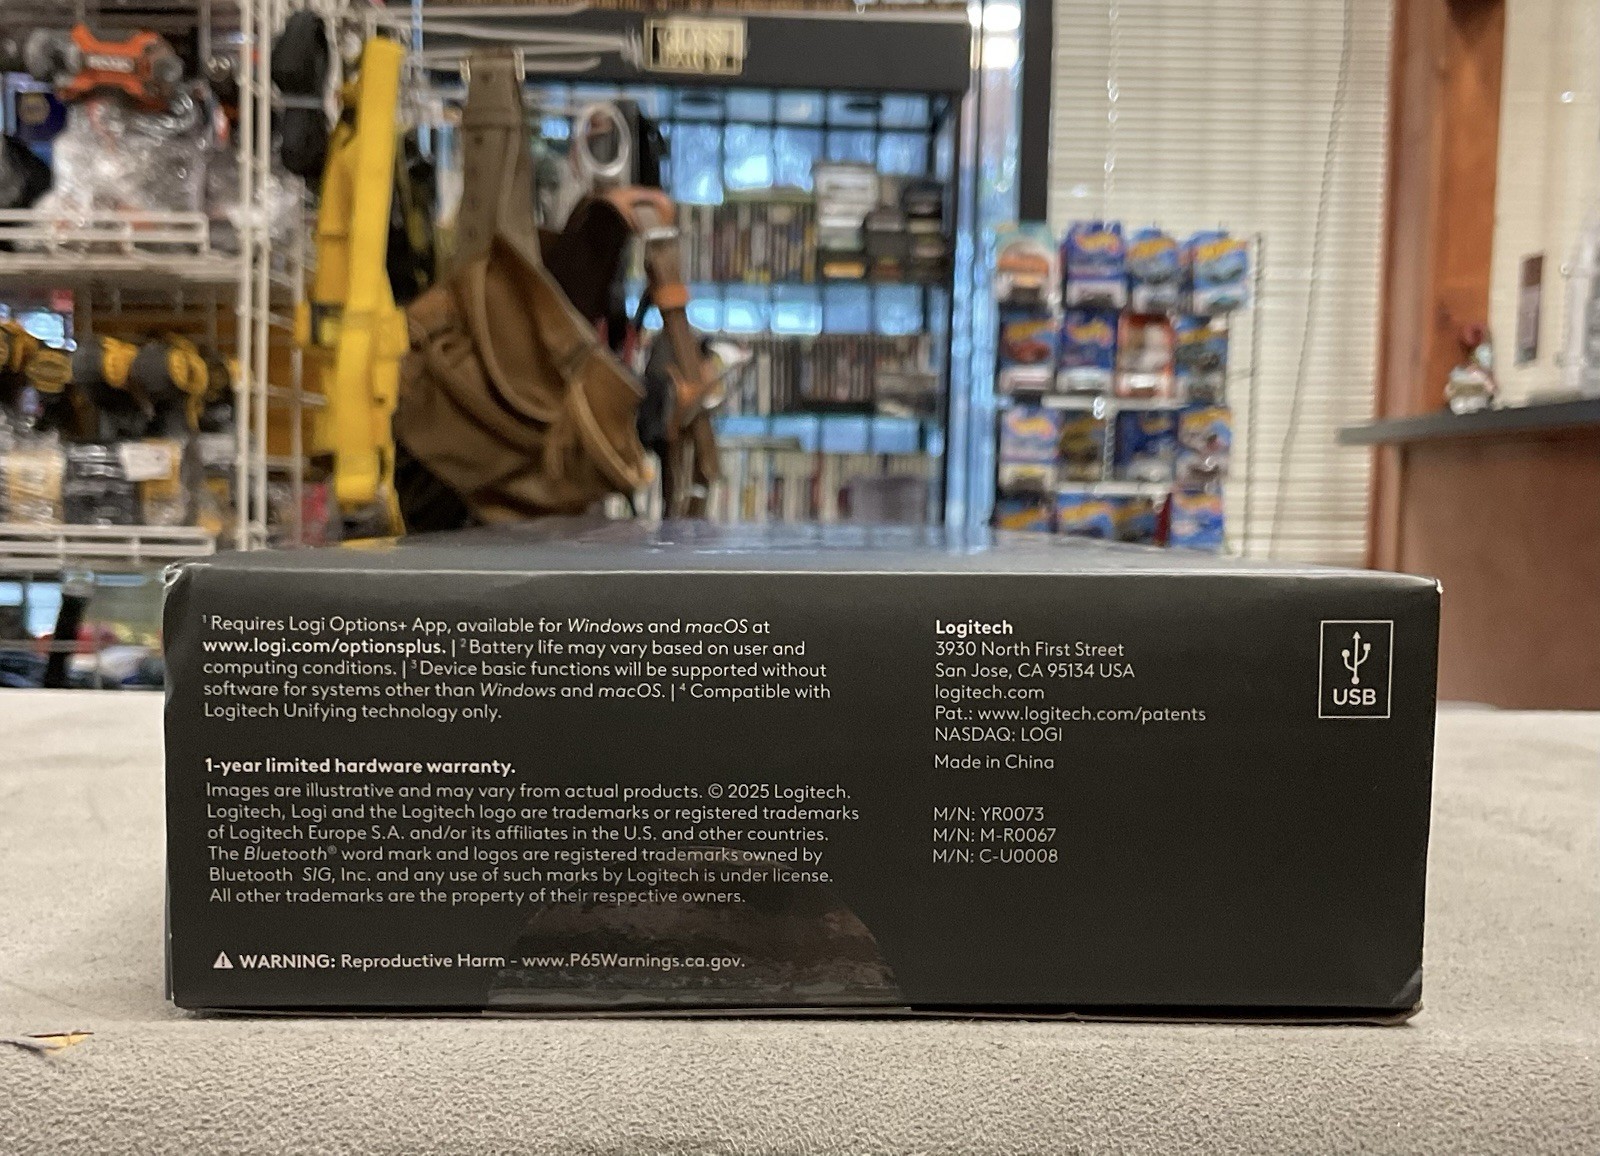 ¹ Requires Logi Options+ App, available for Windows and macOS at
www.logi.com/optionsplus. | ² Battery life may vary based on user and
computing conditions. | ³ Device basic functions will be supported without
software for systems other than Windows and macOS. | ⁴ Compatible with
Logitech Unifying technology only.
1-year limited hardware warranty.
Images are illustrative and may vary from actual products. © 2025 Logitech.
Logitech, Logi and the Logitech logo are trademarks or registered trademarks
of Logitech Europe S.A. and/or its affiliates in the U.S. and other countries.
The Bluetooth® word mark and logos are registered trademarks owned by
Bluetooth SIG, Inc. and any use of such marks by Logitech is under license.
All other trademarks are the property of their respective owners.
⚠ WARNING: Reproductive Harm - www.P65Warnings.ca.gov.
Logitech
3930 North First Street
San Jose, CA 95134 USA
logitech.com
Pat.: www.logitech.com/patents
NASDAQ: LOGI
Made in China
M/N: YR0073
M/N: M-R0067
M/N: C-U0008
USB